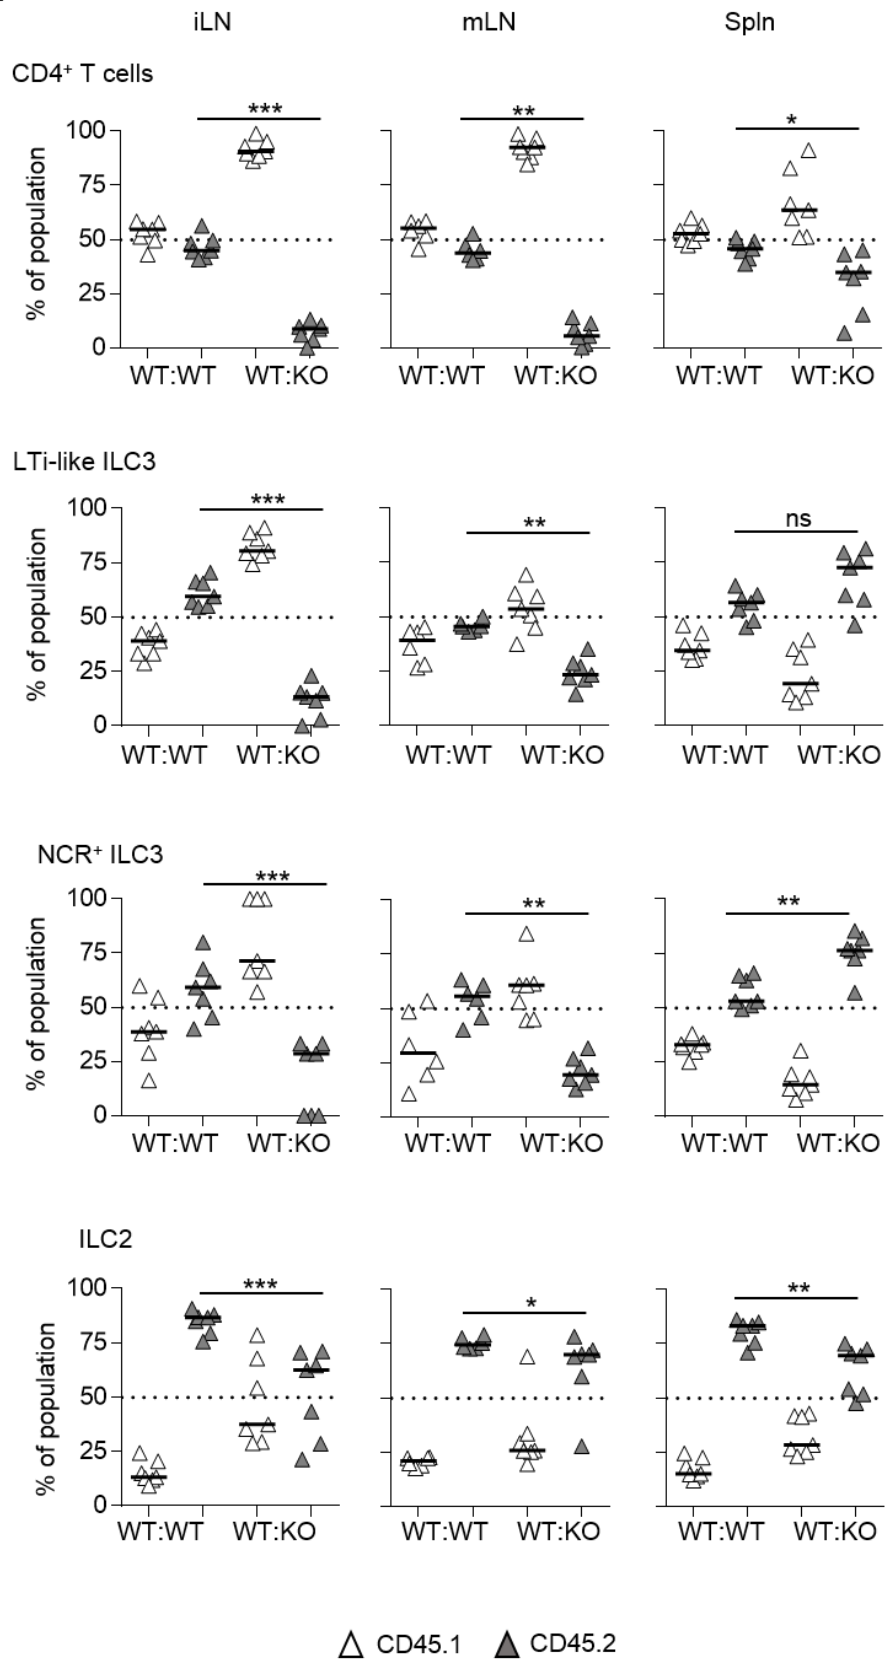 iLN mLN Spln
CD4⁺ T cells
*** ** *
% of population
100
75
50
25
0
WT:WT WT:KO WT:WT WT:KO WT:WT WT:KO
LTi-like ILC3
*** ** ns
% of population
100
75
50
25
0
WT:WT WT:KO WT:WT WT:KO WT:WT WT:KO
NCR⁺ ILC3
*** ** **
% of population
100
75
50
25
0
WT:WT WT:KO WT:WT WT:KO WT:WT WT:KO
ILC2
*** * **
% of population
100
75
50
25
0
WT:WT WT:KO WT:WT WT:KO WT:WT WT:KO
CD45.1 CD45.2